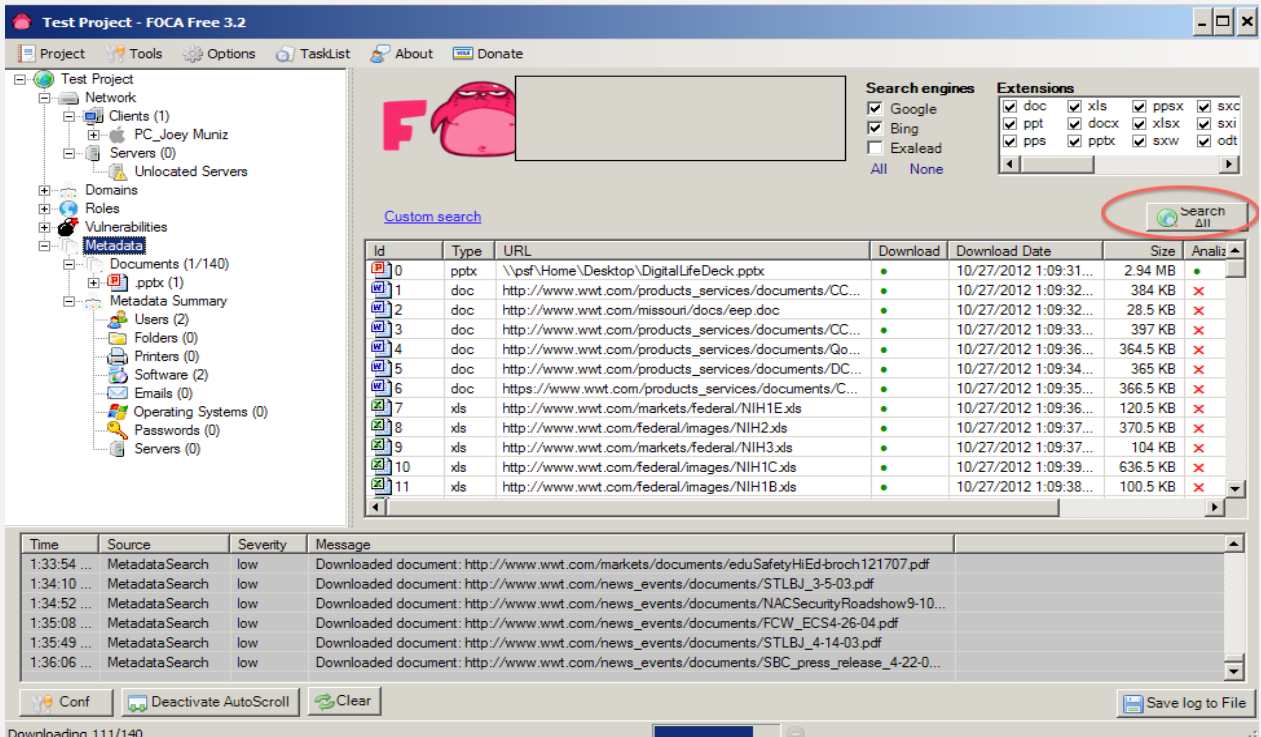 Test Project - FOCA Free 3.2
Project Tools Options TaskList About Donate
Test Project
Network
Clients (1)
PC_Joey Muniz
Servers (0)
Unlocated Servers
Domains
Roles
Vulnerabilities
Metadata
Documents (1/140)
.pptx (1)
Metadata Summary
Users (2)
Folders (0)
Printers (0)
Software (2)
Emails (0)
Operating Systems (0)
Passwords (0)
Servers (0)
F
Search engines
Google
Bing
Exalead
All None
Extensions
doc xls ppsx sxc
ppt docx xlsx sxi
pps pptx sxw odt
Custom search
Search All
Id Type URL Download Download Date Size Analiz
0 pptx \\psf\Home\Desktop\DigitalLifeDeck.pptx 10/27/2012 1:09:31... 2.94 MB
1 doc http://www.wwt.com/products_services/documents/CC... 10/27/2012 1:09:32... 384 KB
2 doc http://www.wwt.com/missouri/docs/eep.doc 10/27/2012 1:09:32... 28.5 KB
3 doc http://www.wwt.com/products_services/documents/CC... 10/27/2012 1:09:33... 397 KB
4 doc http://www.wwt.com/products_services/documents/Qo... 10/27/2012 1:09:36... 364.5 KB
5 doc http://www.wwt.com/products_services/documents/DC... 10/27/2012 1:09:34... 365 KB
6 doc https://www.wwt.com/products_services/documents/C... 10/27/2012 1:09:35... 366.5 KB
7 xls http://www.wwt.com/markets/federal/NIH1E.xls 10/27/2012 1:09:36... 120.5 KB
8 xls http://www.wwt.com/federal/images/NIH2.xls 10/27/2012 1:09:37... 370.5 KB
9 xls http://www.wwt.com/markets/federal/NIH3.xls 10/27/2012 1:09:37... 104 KB
10 xls http://www.wwt.com/federal/images/NIH1C.xls 10/27/2012 1:09:39... 636.5 KB
11 xls http://www.wwt.com/federal/images/NIH1B.xls 10/27/2012 1:09:38... 100.5 KB
Time Source Severity Message
1:33:54 ... MetadataSearch low Downloaded document: http://www.wwt.com/markets/documents/eduSafetyHiEd-broch121707.pdf
1:34:10 ... MetadataSearch low Downloaded document: http://www.wwt.com/news_events/documents/STLBJ_3-5-03.pdf
1:34:52 ... MetadataSearch low Downloaded document: http://www.wwt.com/news_events/documents/NACSecurityRoadshow9-10...
1:35:08 ... MetadataSearch low Downloaded document: http://www.wwt.com/news_events/documents/FCW_ECS4-26-04.pdf
1:35:49 ... MetadataSearch low Downloaded document: http://www.wwt.com/news_events/documents/STLBJ_4-14-03.pdf
1:36:06 ... MetadataSearch low Downloaded document: http://www.wwt.com/news_events/documents/SBC_press_release_4-22-0...
Conf Deactivate AutoScroll Clear Save log to File
Downloading 111/140